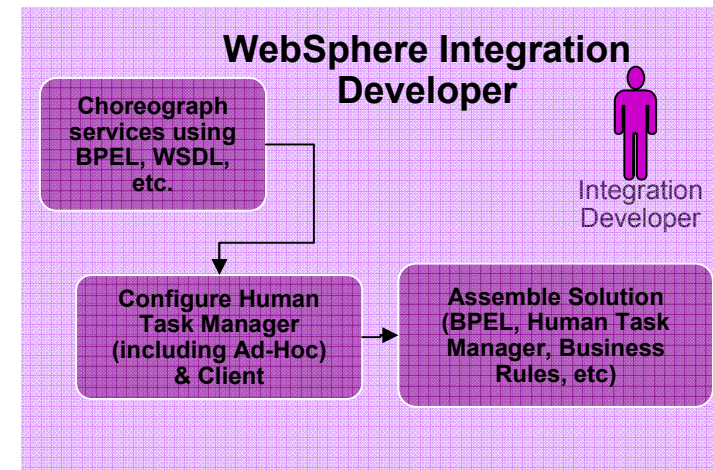 WebSphere Integration
Developer
Choreograph
services using
BPEL, WSDL,
etc.
Integration
Developer
Configure Human
Task Manager
(including Ad-Hoc)
& Client
Assemble Solution
(BPEL, Human Task
Manager, Business
Rules, etc)